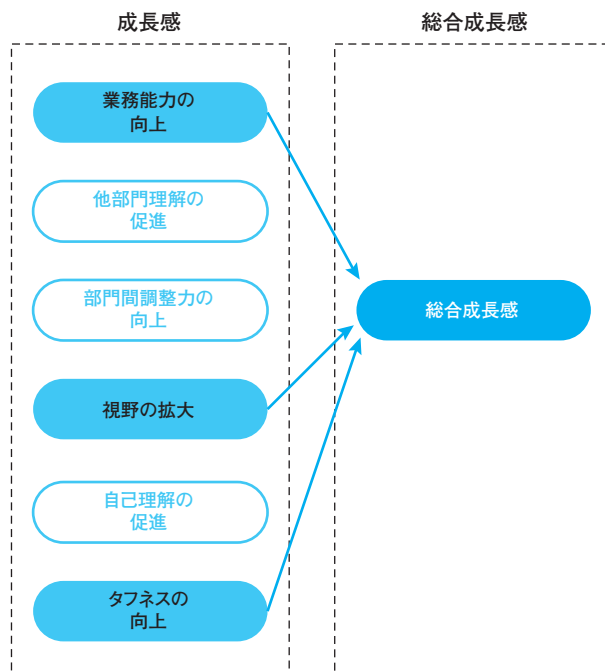 成長感
総合成長感
業務能力の
向上
他部門理解の
促進
部門間調整力の
向上
総合成長感
視野の拡大
自己理解の
促進
タフネスの
向上